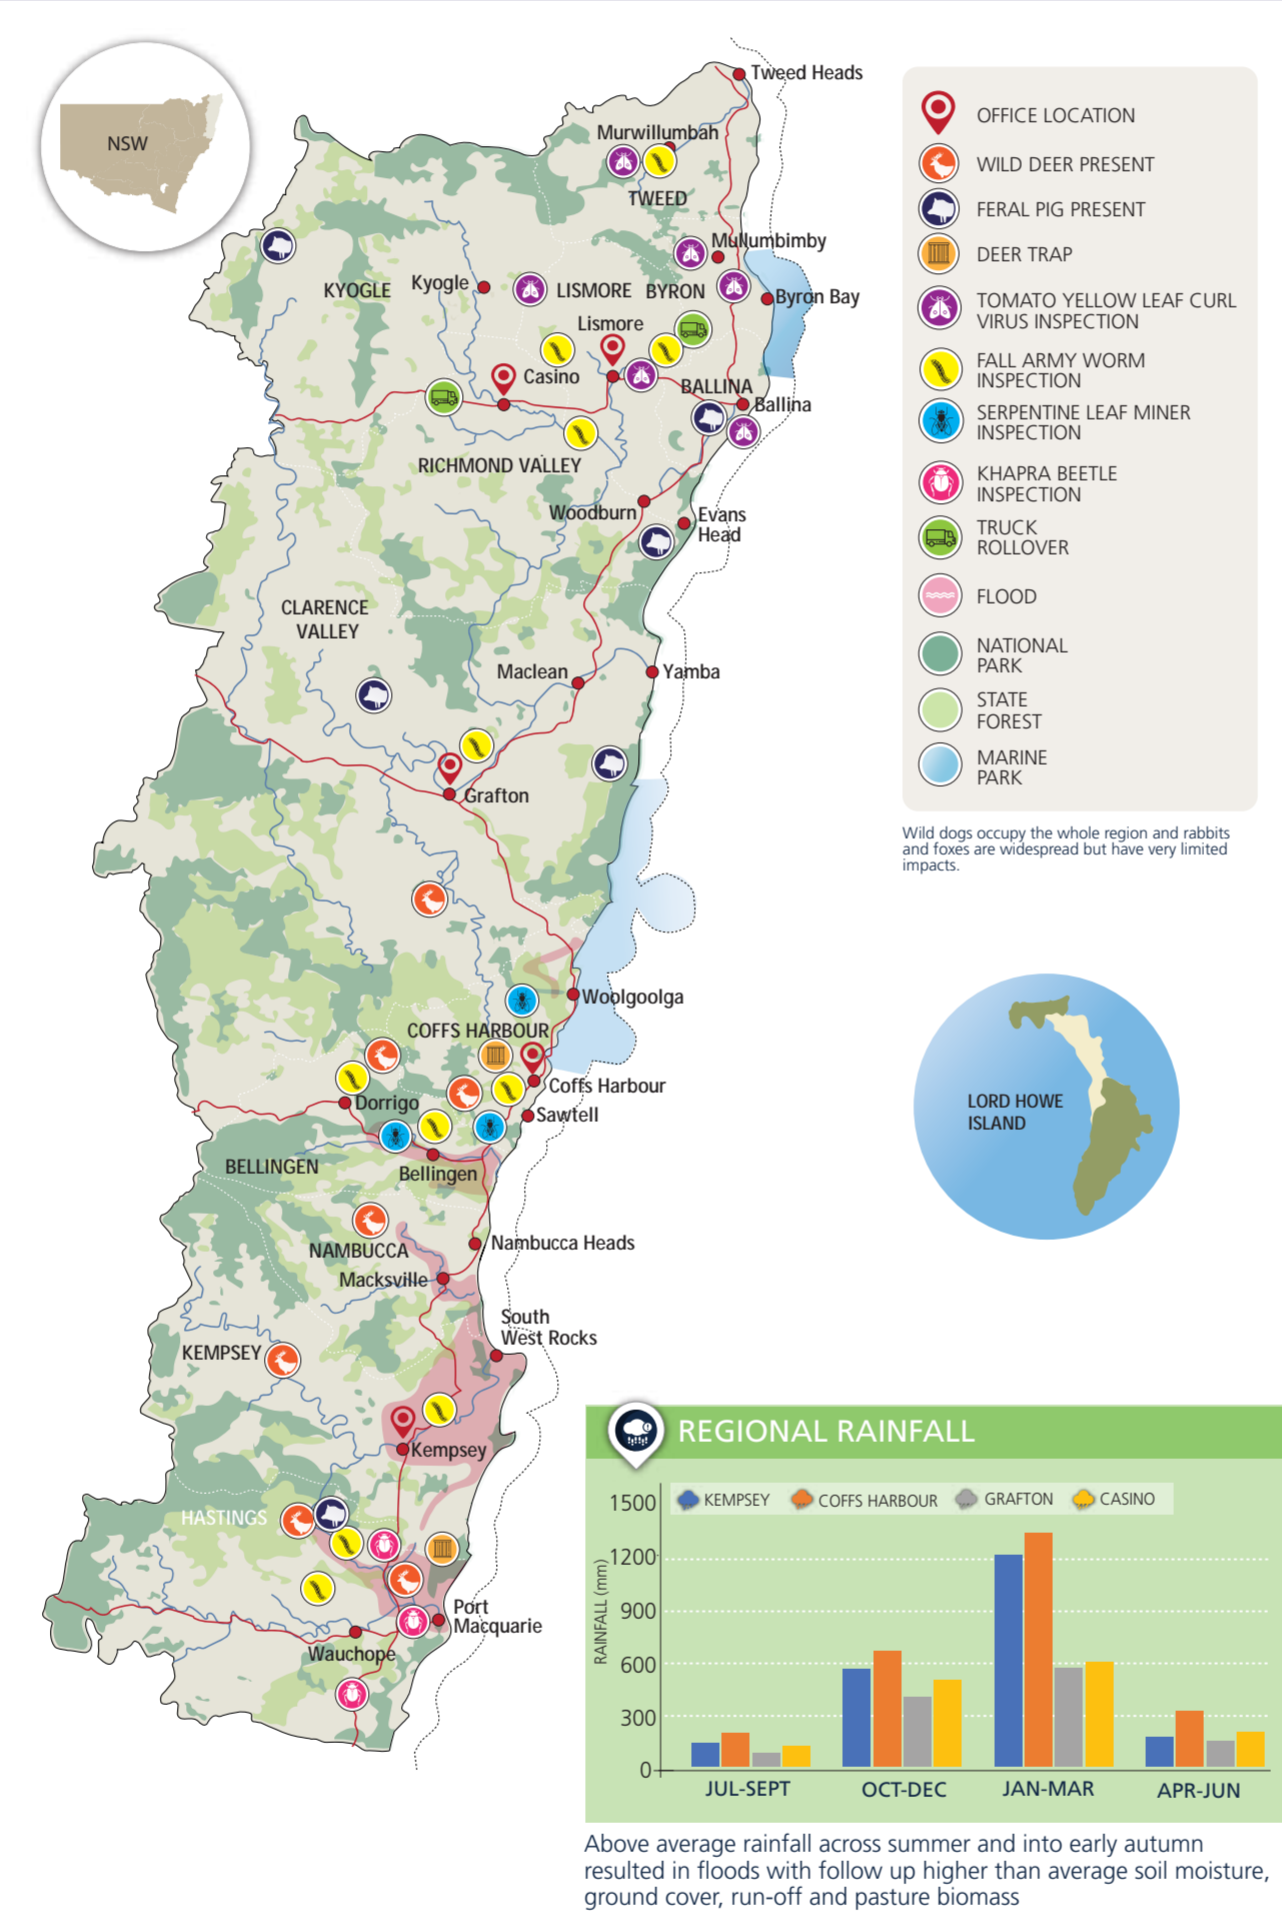 NSW
Tweed Heads
Murwillumbah
TWEED
Mullumbimby
KYOGLE
Kyogle
LISMORE
BYRON
Byron Bay
Lismore
Casino
BALLINA
Ballina
RICHMOND VALLEY
Woodburn
Evans
Head
CLARENCE
VALLEY
Maclean
Yamba
Grafton
Woolgoolga
COFFS HARBOUR
Coffs Harbour
Dorrigo
Sawtell
BELLINGEN
Bellingen
Nambucca Heads
NAMBUCCA
Macksville
South
West Rocks
KEMPSEY
Kempsey
HASTINGS
Port
Macquarie
Wauchope
OFFICE LOCATION
WILD DEER PRESENT
FERAL PIG PRESENT
DEER TRAP
TOMATO YELLOW LEAF CURL
VIRUS INSPECTION
FALL ARMY WORM
INSPECTION
SERPENTINE LEAF MINER
INSPECTION
KHAPRA BEETLE
INSPECTION
TRUCK
ROLLOVER
FLOOD
NATIONAL
PARK
STATE
FOREST
MARINE
PARK
Wild dogs occupy the whole region and rabbits
and foxes are widespread but have very limited
impacts.
LORD HOWE
ISLAND
REGIONAL RAINFALL
KEMPSEY COFFS HARBOUR GRAFTON CASINO
RAINFALL (mm)
1500
1200
900
600
300
0
JUL-SEPT OCT-DEC JAN-MAR APR-JUN
Above average rainfall across summer and into early autumn
resulted in floods with follow up higher than average soil moisture,
ground cover, run-off and pasture biomass